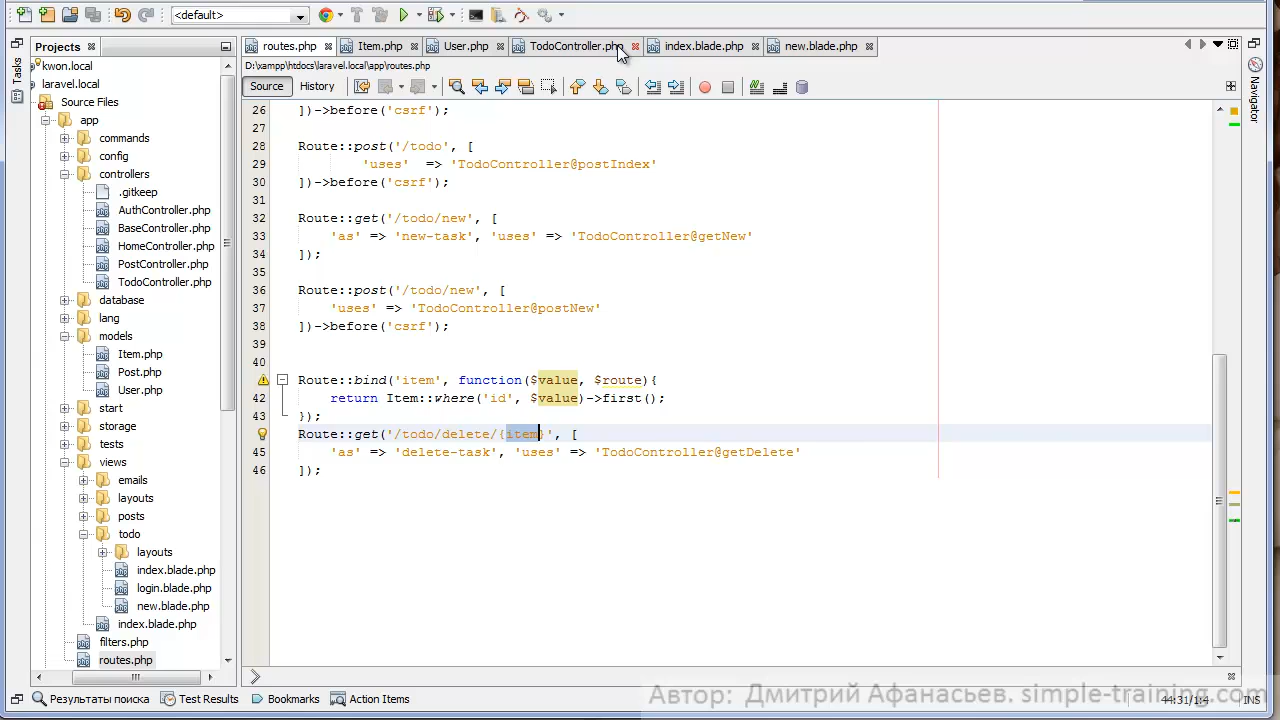 <default>
Projects
routes.php
Item.php
User.php
TodoController.php
index.blade.php
new.blade.php
D:\xampp\htdocs\laravel.local\app\routes.php
Source
History
Tasks
Navigator
kwon.local
laravel.local
Source Files
app
commands
config
controllers
.gitkeep
AuthController.php
BaseController.php
HomeController.php
PostController.php
TodoController.php
database
lang
models
Item.php
Post.php
User.php
start
storage
tests
views
emails
layouts
posts
todo
layouts
index.blade.php
login.blade.php
new.blade.php
index.blade.php
filters.php
routes.php
26 ])->before('csrf');
27
28 Route::post('/todo', [
29 'uses' => 'TodoController@postIndex'
30 ])->before('csrf');
31
32 Route::get('/todo/new', [
33 'as' => 'new-task', 'uses' => 'TodoController@getNew'
34 ]);
35
36 Route::post('/todo/new', [
37 'uses' => 'TodoController@postNew'
38 ])->before('csrf');
39
40
Route::bind('item', function($value, $route){
42 return Item::where('id', $value)->first();
43 });
Route::get('/todo/delete/{item}', [
45 'as' => 'delete-task', 'uses' => 'TodoController@getDelete'
46 ]);
Результаты поиска
Test Results
Bookmarks
Action Items
Автор: Дмитрий Афанасьев. simple-training.com
INS